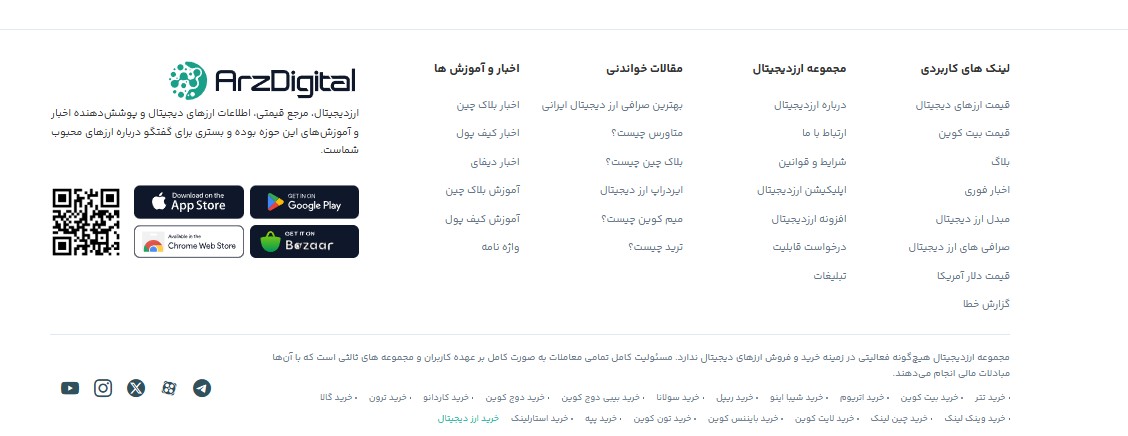 لینک های کاربردی
قیمت ارزهای دیجیتال
قیمت بیت کوین
بلاگ
اخبار فوری
مبدل ارز دیجیتال
صرافی های ارز دیجیتال
قیمت دلار آمریکا
گزارش خطا
مجموعه ارزدیجیتال
درباره ارزدیجیتال
ارتباط با ما
شرایط و قوانین
اپلیکیشن ارزدیجیتال
افزونه ارزدیجیتال
درخواست قابلیت
تبلیغات
مقالات خواندنی
بهترین صرافی ارز دیجیتال ایرانی
متاورس چیست؟
بلاک چین چیست؟
ایردراپ ارز دیجیتال
میم کوین چیست؟
ترید چیست؟
اخبار و آموزش ها
اخبار بلاک چین
اخبار کیف پول
اخبار دیفای
آموزش بلاک چین
آموزش کیف پول
واژه نامه
ArzDigital
ارزدیجیتال، مرجع قیمتی، اطلاعات ارزهای دیجیتال و پوشش‌دهنده اخبار
و آموزش‌های این حوزه بوده و بستری برای گفتگو درباره ارزهای محبوب
شماست.
GET IN ON
Google Play
Download on the
App Store
GET IT ON
Bazaar
Available in the
Chrome Web Store
مجموعه ارزدیجیتال هیچ‌گونه فعالیتی در زمینه خرید و فروش ارزهای دیجیتال ندارد. مسئولیت کامل تمامی معاملات به صورت کامل بر عهده کاربران و مجموعه های ثالثی است که با آن‌ها
مبادلات مالی انجام می‌دهند.
• خرید تتر • خرید بیت کوین • خرید اتریوم • خرید شیبا اینو • خرید ریپل • خرید سولانا • خرید بیبی دوج کوین • خرید دوج کوین • خرید کاردانو • خرید ترون • خرید گالا
• خرید وینک لینک • خرید چین لینک • خرید لایت کوین • خرید بایننس کوین • خرید تون کوین • خرید پپه • خرید استارلینک خرید ارز دیجیتال